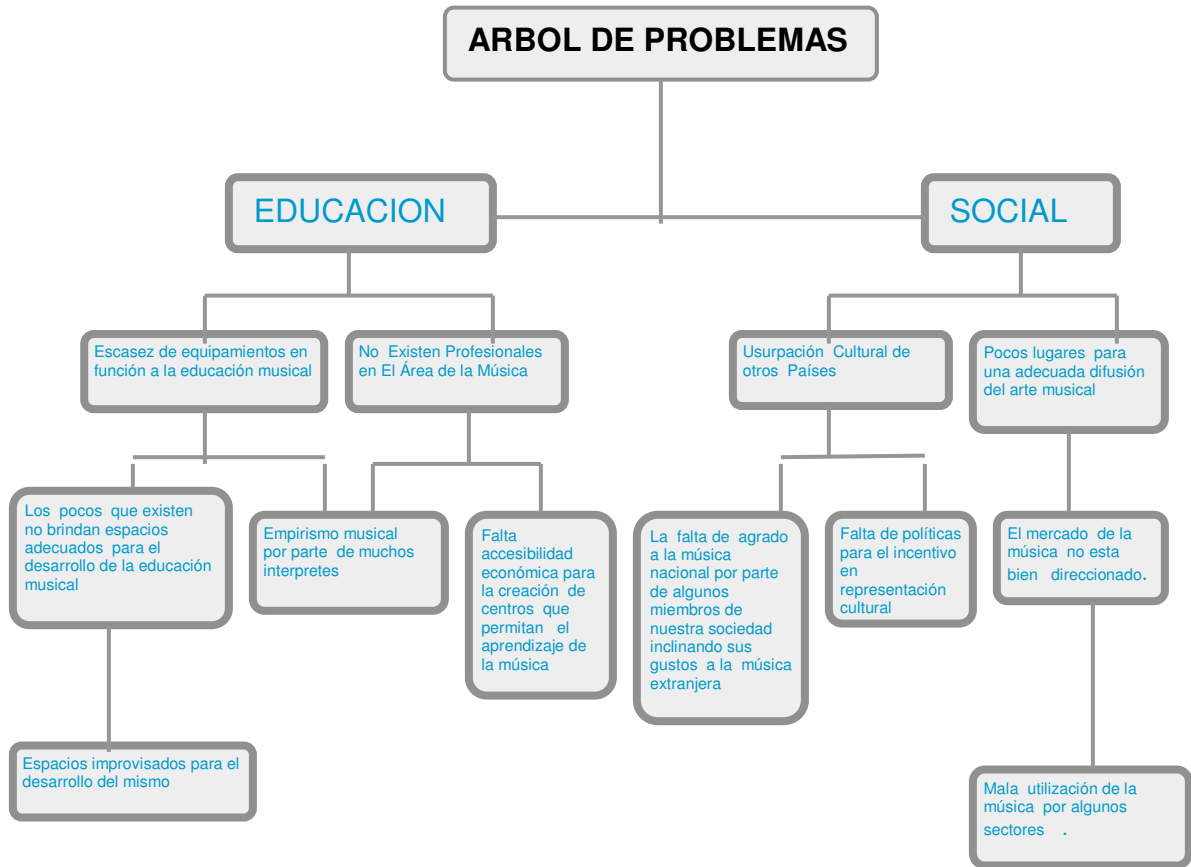 ARBOL DE PROBLEMAS
EDUCACION
SOCIAL
Escasez de equipamientos en
función a la educación musical
No Existen Profesionales
en El Área de la Música
Usurpación Cultural de
otros Países
Pocos lugares para
una adecuada difusión
del arte musical
Los pocos que existen
no brindan espacios
adecuados para el
desarrollo de la educación
musical
Empirismo musical
por parte de muchos
interpretes
Falta
accesibilidad
económica para
la creación de
centros que
permitan el
aprendizaje de
la música
La falta de agrado
a la música
nacional por parte
de algunos
miembros de
nuestra sociedad
inclinando sus
gustos a la música
extranjera
Falta de políticas
para el incentivo
en
representación
cultural
El mercado de la
música no esta
bien direccionado.
Espacios improvisados para el
desarrollo del mismo
Mala utilización de la
música por algunos
sectores .